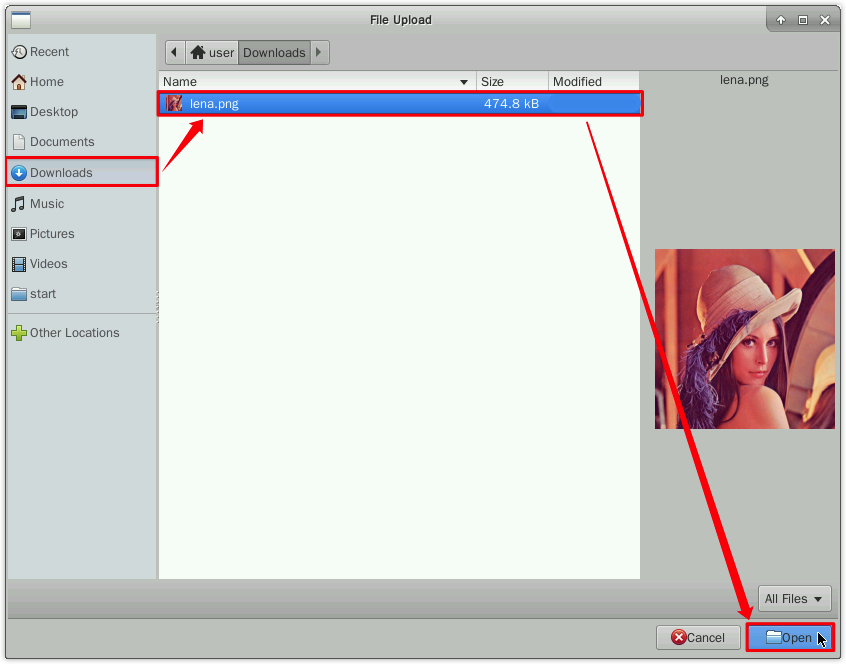 File Upload
Recent
Home
Desktop
Documents
Downloads
Music
Pictures
Videos
start
Other Locations
user Downloads
Name Size Modified
lena.png 474.8 kB
lena.png
All Files
Cancel Open